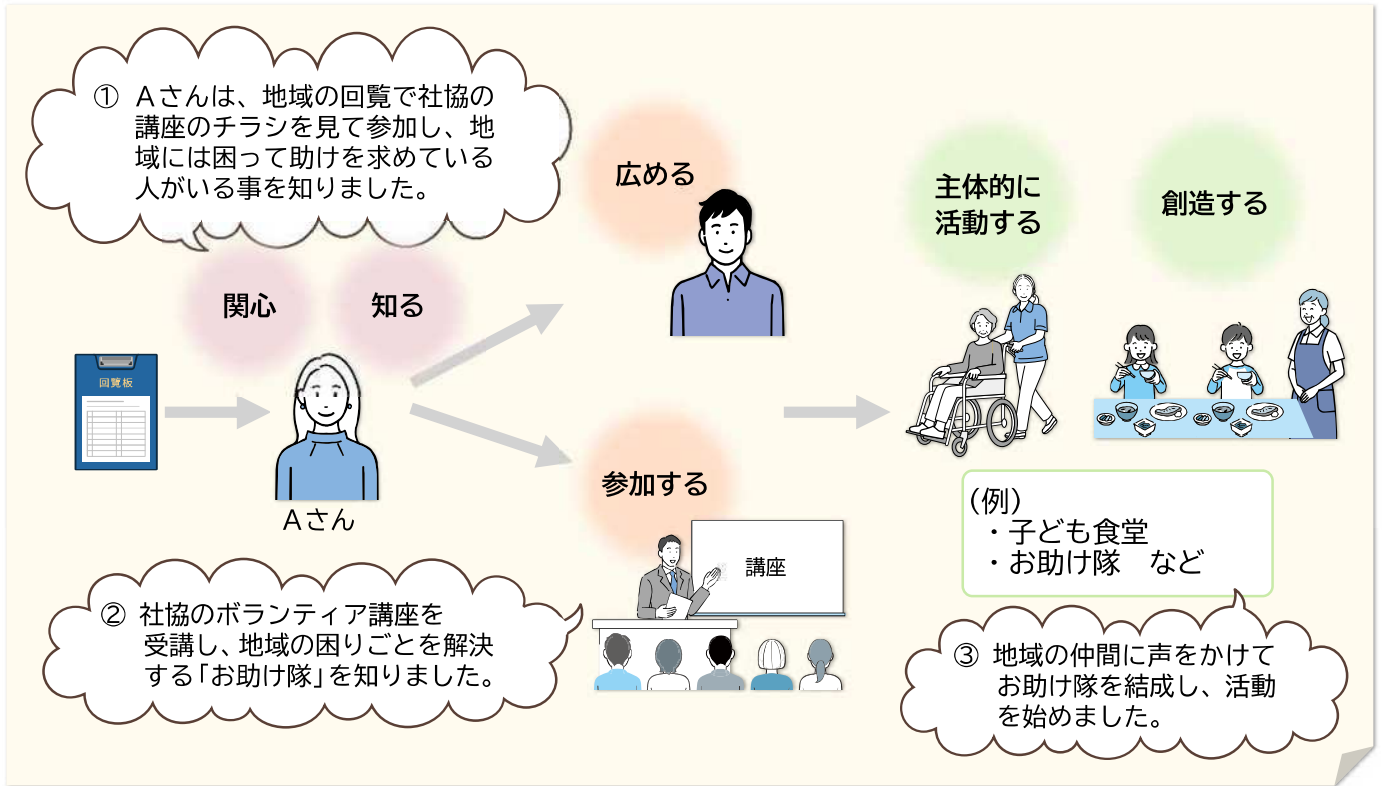 ① Aさんは、地域の回覧で社協の
講座のチラシを見て参加し、地
域には困って助けを求めている
人がいる事を知りました。
関心
知る
回覧板
Aさん
広める
参加する
講座
② 社協のボランティア講座を
受講し、地域の困りごとを解決
する「お助け隊」を知りました。
主体的に
活動する
創造する
(例)
・子ども食堂
・お助け隊　など
③ 地域の仲間に声をかけて
お助け隊を結成し、活動
を始めました。